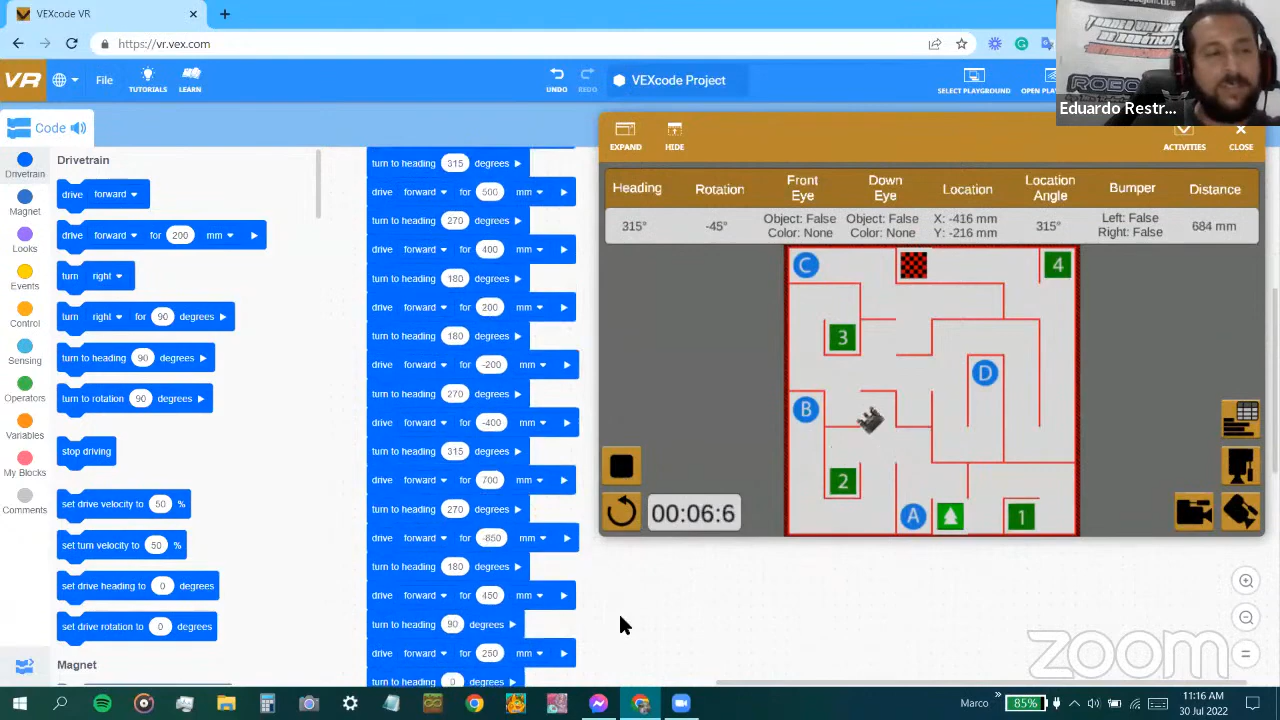 VEXcode VR
https://vr.vex.com
VR
File
TUTORIALS
LEARN
UNDO
REDO
VEXcode Project
SELECT PLAYGROUND
OPEN PLA
TORNEO VIRTUAL
DE ROBÓTICA
ROBO
Eduardo Restr...
Code
EXPAND
HIDE
ACTIVITIES
CLOSE
Drivetrain
Magnet
Looks
Events
Control
Sensing
Operators
Variables
My Blocks
Comments
Drivetrain
drive forward
drive forward for 200 mm
turn right
turn right for 90 degrees
turn to heading 90 degrees
turn to rotation 90 degrees
stop driving
set drive velocity to 50 %
set turn velocity to 50 %
set drive heading to 0 degrees
set drive rotation to 0 degrees
Magnet
turn to heading 315 degrees
drive forward for 500 mm
turn to heading 270 degrees
drive forward for 400 mm
turn to heading 180 degrees
drive forward for 200 mm
turn to heading 180 degrees
drive forward for -200 mm
turn to heading 270 degrees
drive forward for -400 mm
turn to heading 315 degrees
drive forward for 700 mm
turn to heading 270 degrees
drive forward for -850 mm
turn to heading 180 degrees
drive forward for 450 mm
turn to heading 90 degrees
drive forward for 250 mm
turn to heading 0 degrees
Heading Rotation Front Eye Down Eye Location Location Angle Bumper Distance
315° -45° Object: False Color: None Object: False Color: None X: -416 mm Y: -216 mm 315° Left: False Right: False 684 mm
C
4
3
D
B
2
A
1
00:06:6
zoom
Marco
85%
11:16 AM
30 Jul 2022